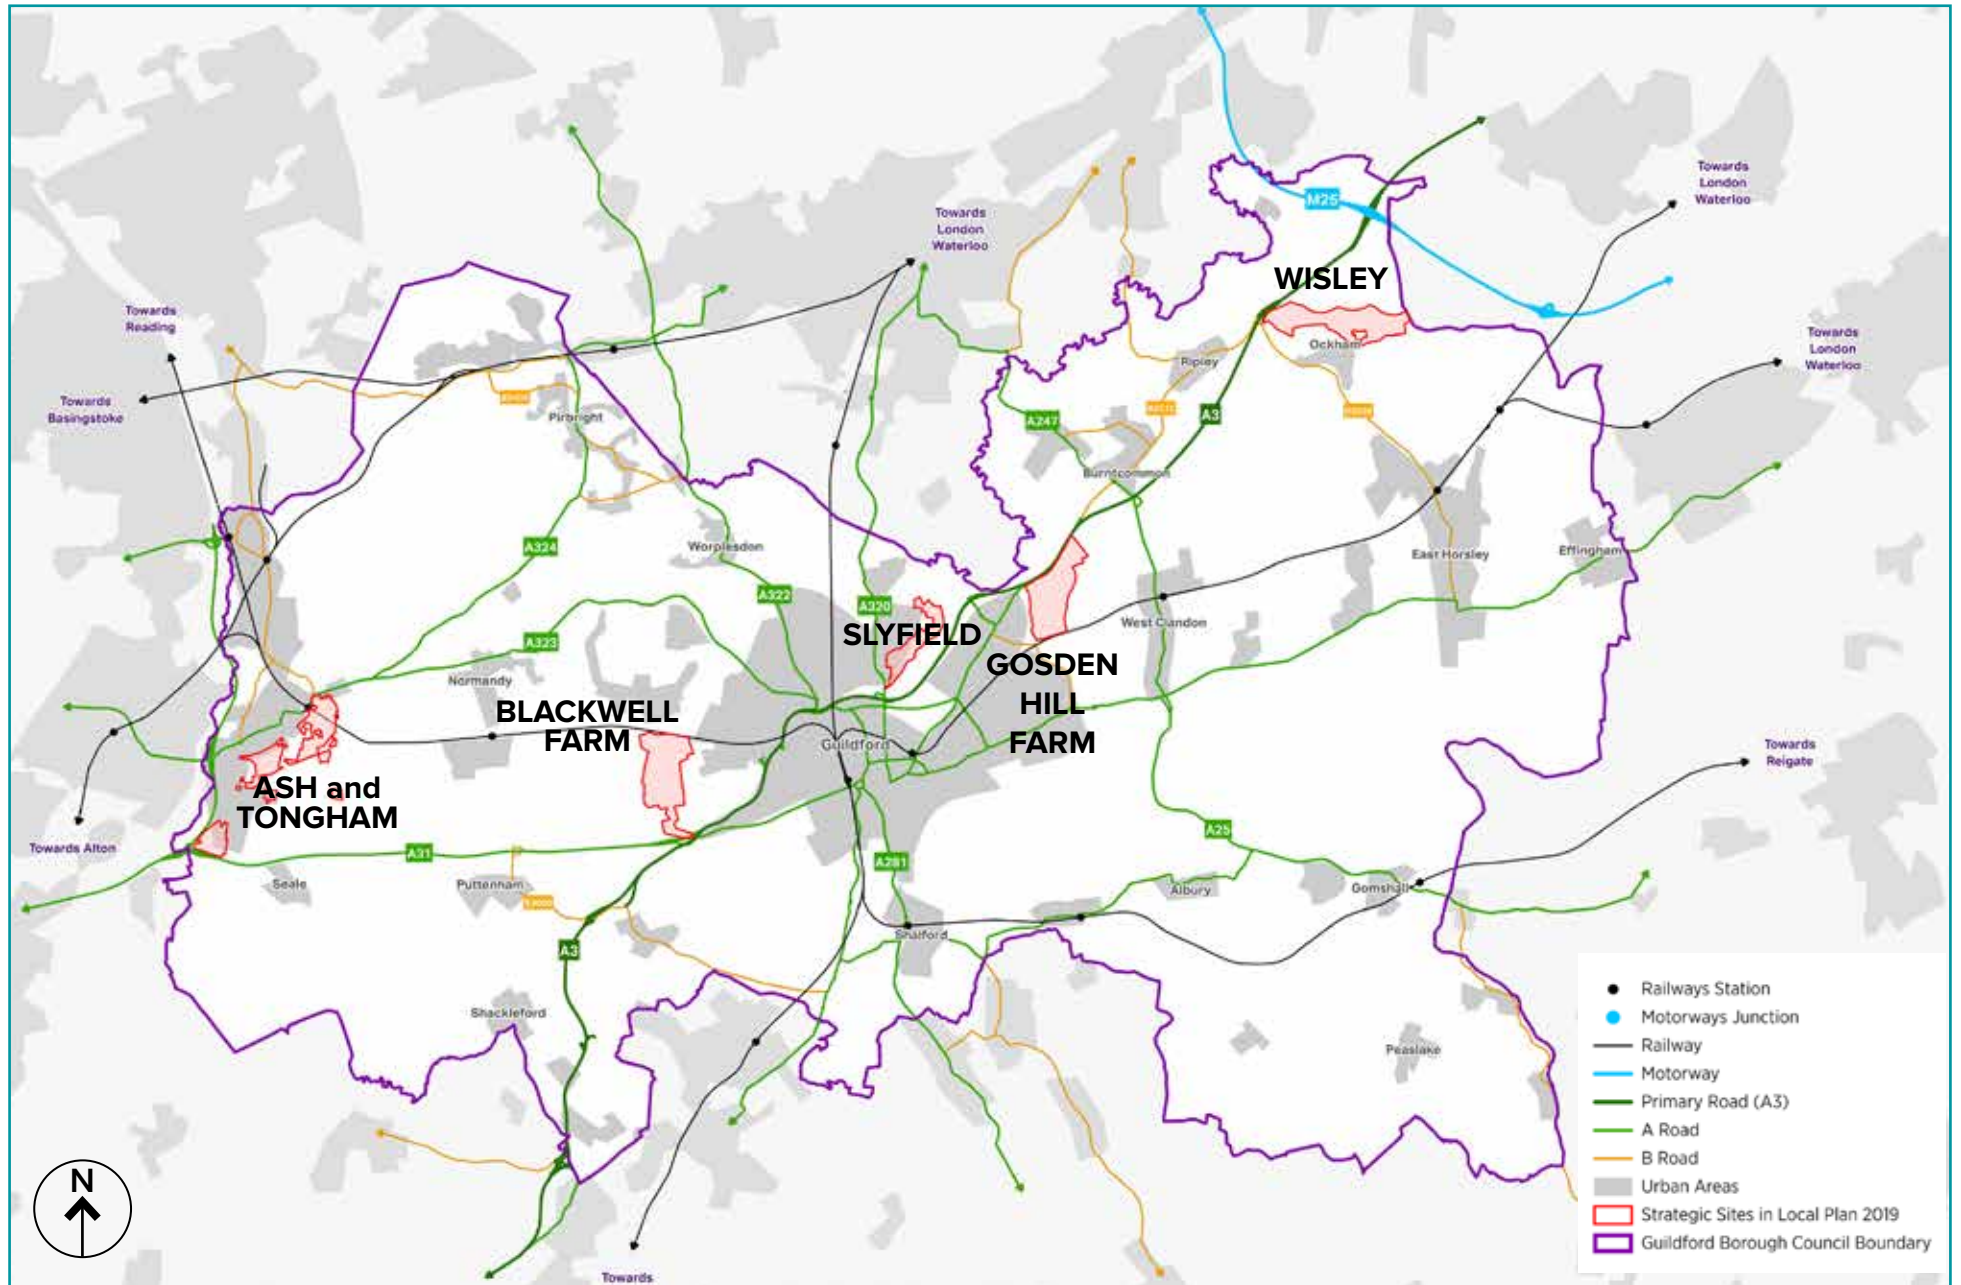 Towards
London
Waterloo
M25
Towards
London
Waterloo
WISLEY
Towards
Reading
Ockham
Towards
London
Waterloo
Ripley
Towards
Basingstoke
Pirbright
A247
A3
Burntcommon
A324
Worplesdon
East Horsley
Effingham
A322
A320
West Clandon
A323
SLYFIELD
Normandy
GOSDEN
HILL
FARM
BLACKWELL
FARM
Guildford
Towards
Reigate
ASH and
TONGHAM
A25
Towards Alton
A31
A281
Seale
Puttenham
Albury
Gomshall
Shalford
A3
Shackleford
Peaslake
N
Towards
Railways Station
Motorways Junction
Railway
Motorway
Primary Road (A3)
A Road
B Road
Urban Areas
Strategic Sites in Local Plan 2019
Guildford Borough Council Boundary